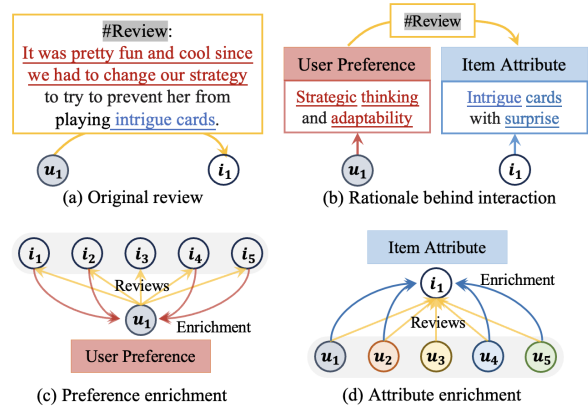 #Review:
It was pretty fun and cool since
we had to change our strategy
to try to prevent her from
playing intrigue cards.
u1
i1
(a) Original review
#Review
User Preference
Item Attribute
Strategic thinking
and adaptability
Intrigue cards
with surprise
u1
i1
(b) Rationale behind interaction
i1 i2 i3 i4 i5
Reviews
u1
Enrichment
User Preference
(c) Preference enrichment
Item Attribute
i1
Enrichment
Reviews
u1 u2 u3 u4 u5
(d) Attribute enrichment